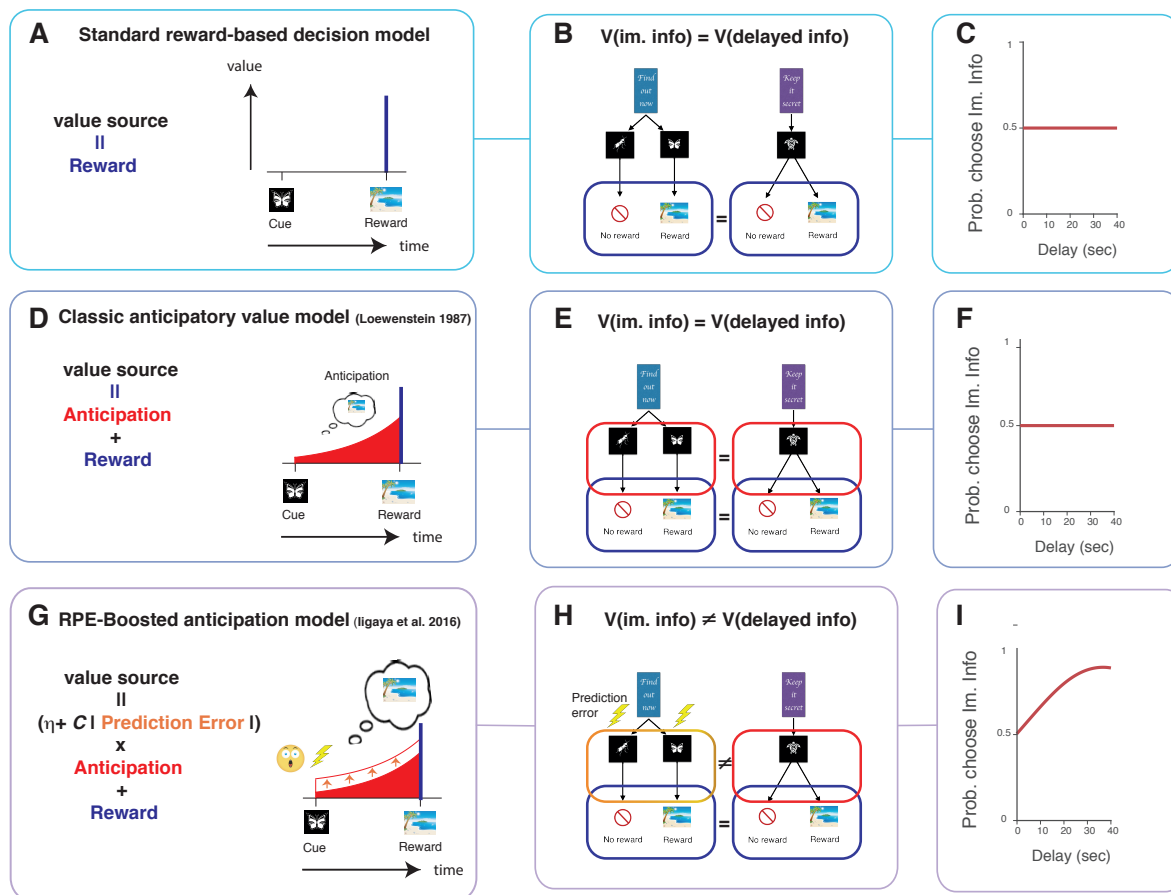 A Standard reward-based decision model
value
value source
=
Reward
Cue
Reward
time
B V(im. info) = V(delayed info)
Find
out
now
Keep
it
secret
No reward
Reward
=
No reward
Reward
C
Prob. choose Im. Info
1
0.5
0
0 10 20 30 40
Delay (sec)
D Classic anticipatory value model (Loewenstein 1987)
value source
=
Anticipation
+
Reward
Anticipation
Cue
Reward
time
E V(im. info) = V(delayed info)
Find
out
now
Keep
it
secret
=
No reward
Reward
=
No reward
Reward
F
Prob. choose Im. Info
1
0.5
0
0 10 20 30 40
Delay (sec)
G RPE-Boosted anticipation model (Iigaya et al. 2016)
value source
=
(η+ C | Prediction Error |)
x
Anticipation
+
Reward
Cue
Reward
time
H V(im. info) ≠ V(delayed info)
Prediction
error
Find
out
now
Keep
it
secret
≠
No reward
Reward
=
No reward
Reward
I
Prob. choose Im. Info
1
0.5
0
0 10 20 30 40
Delay (sec)